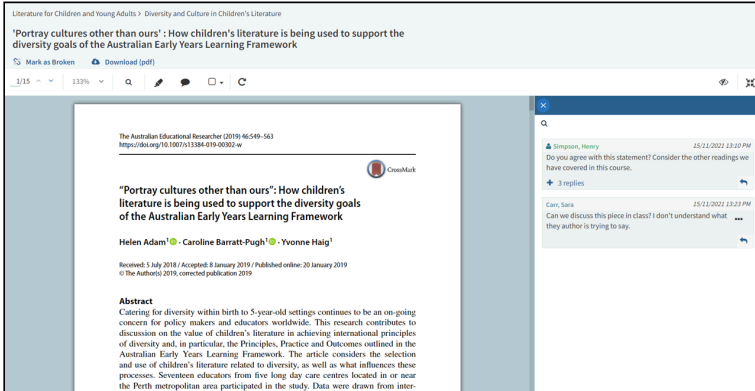 Literature for Children and Young Adults > Diversity and Culture in Children's Literature
'Portray cultures other than ours' : How children's literature is being used to support the
diversity goals of the Australian Early Years Learning Framework
Mark as Broken Download (pdf)
1/15 133%
The Australian Educational Researcher (2019) 46:549–563
https://doi.org/10.1007/s13384-019-00302-w
CrossMark
"Portray cultures other than ours": How children's
literature is being used to support the diversity goals
of the Australian Early Years Learning Framework
Helen Adam1 · Caroline Barratt-Pugh1 · Yvonne Haig1
Received: 5 July 2018 / Accepted: 8 January 2019 / Published online: 20 January 2019
© The Author(s) 2019, corrected publication 2019
Abstract
Catering for diversity within birth to 5-year-old settings continues to be an on-going
concern for policy makers and educators worldwide. This research contributes to
discussion on the value of children's literature in achieving international principles
of diversity and, in particular, the Principles, Practice and Outcomes outlined in the
Australian Early Years Learning Framework. The article considers the selection
and use of children's literature related to diversity, as well as what influences these
processes. Seventeen educators from five long day care centres located in or near
the Perth metropolitan area participated in the study. Data were drawn from inter-
Simpson, Henry 15/11/2021 13:10 PM
Do you agree with this statement? Consider the other readings we
have covered in this course.
+ 3 replies
Carr, Sara 15/11/2021 13:23 PM
Can we discuss this piece in class? I don't understand what
they author is trying to say.